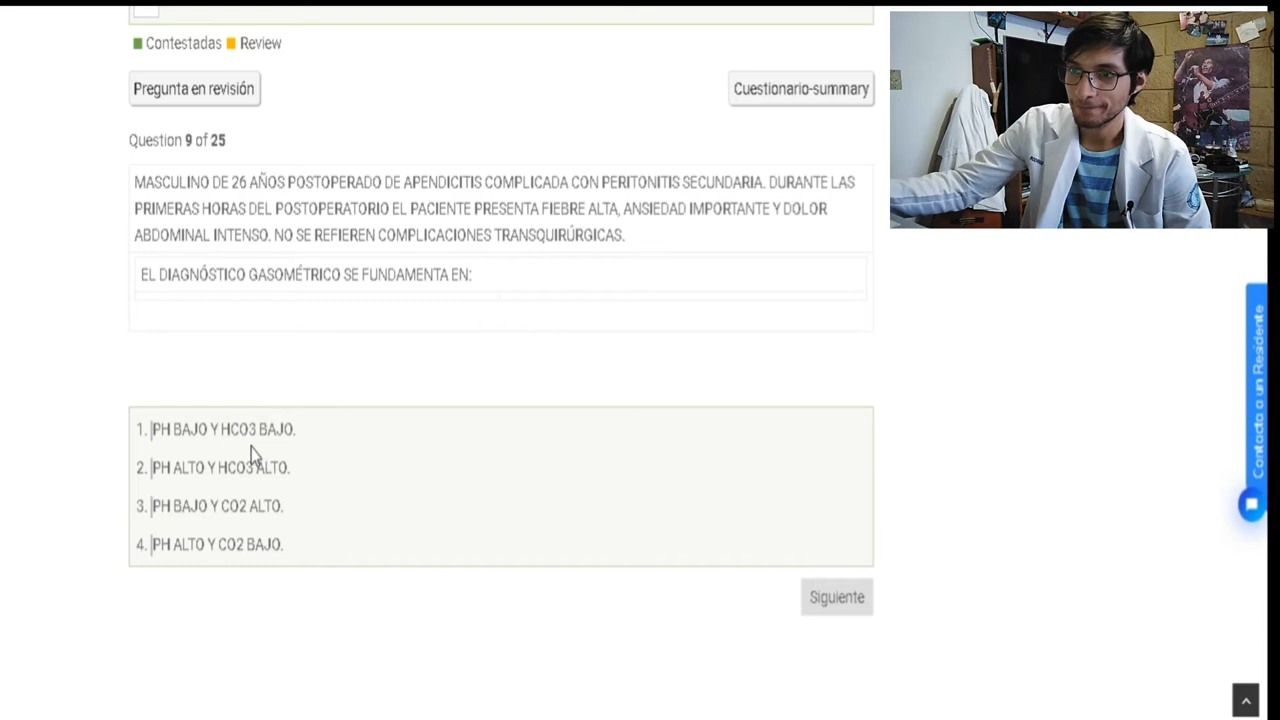 Contestadas Review
Pregunta en revisión
Cuestionario-summary
Question 9 of 25
MASCULINO DE 26 AÑOS POSTOPERADO DE APENDICITIS COMPLICADA CON PERITONITIS SECUNDARIA. DURANTE LAS
PRIMERAS HORAS DEL POSTOPERATORIO EL PACIENTE PRESENTA FIEBRE ALTA, ANSIEDAD IMPORTANTE Y DOLOR
ABDOMINAL INTENSO. NO SE REFIEREN COMPLICACIONES TRANSQUIRÚRGICAS.
EL DIAGNÓSTICO GASOMÉTRICO SE FUNDAMENTA EN:
1. PH BAJO Y HCO3 BAJO.
2. PH ALTO Y HCO3 ALTO.
3. PH BAJO Y CO2 ALTO.
4. PH ALTO Y CO2 BAJO.
Siguiente
Contacta a un Residente